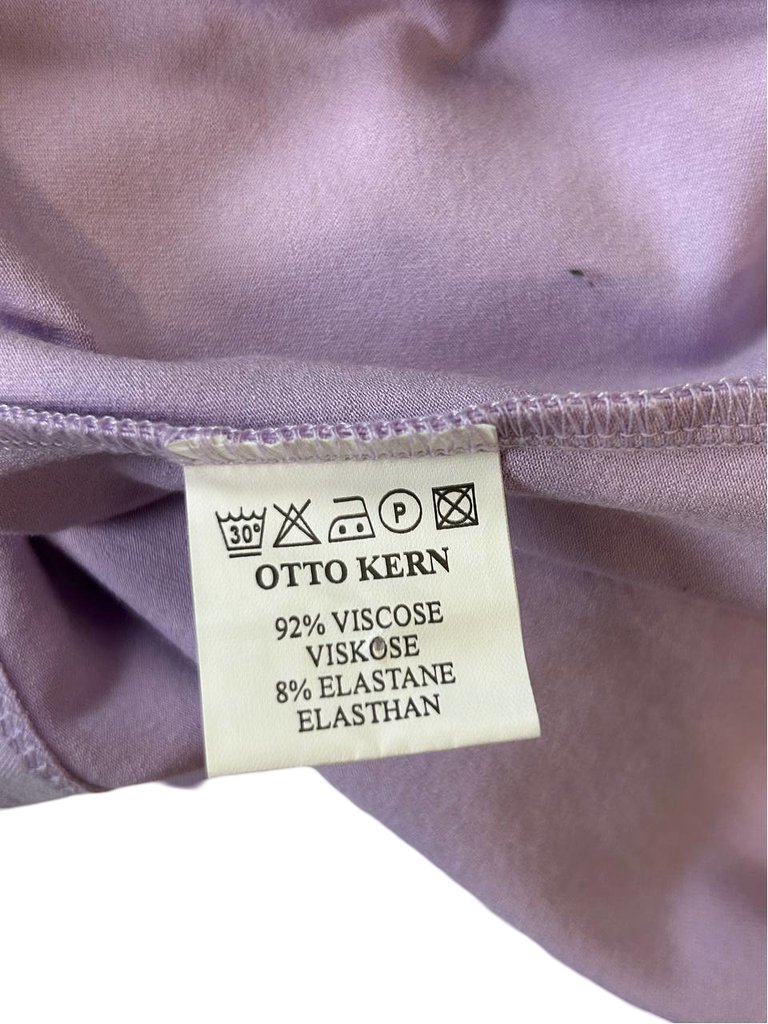 30° P
OTTO KERN
92% VISCOSE
VISKOSE
8% ELASTANE
ELASTHAN